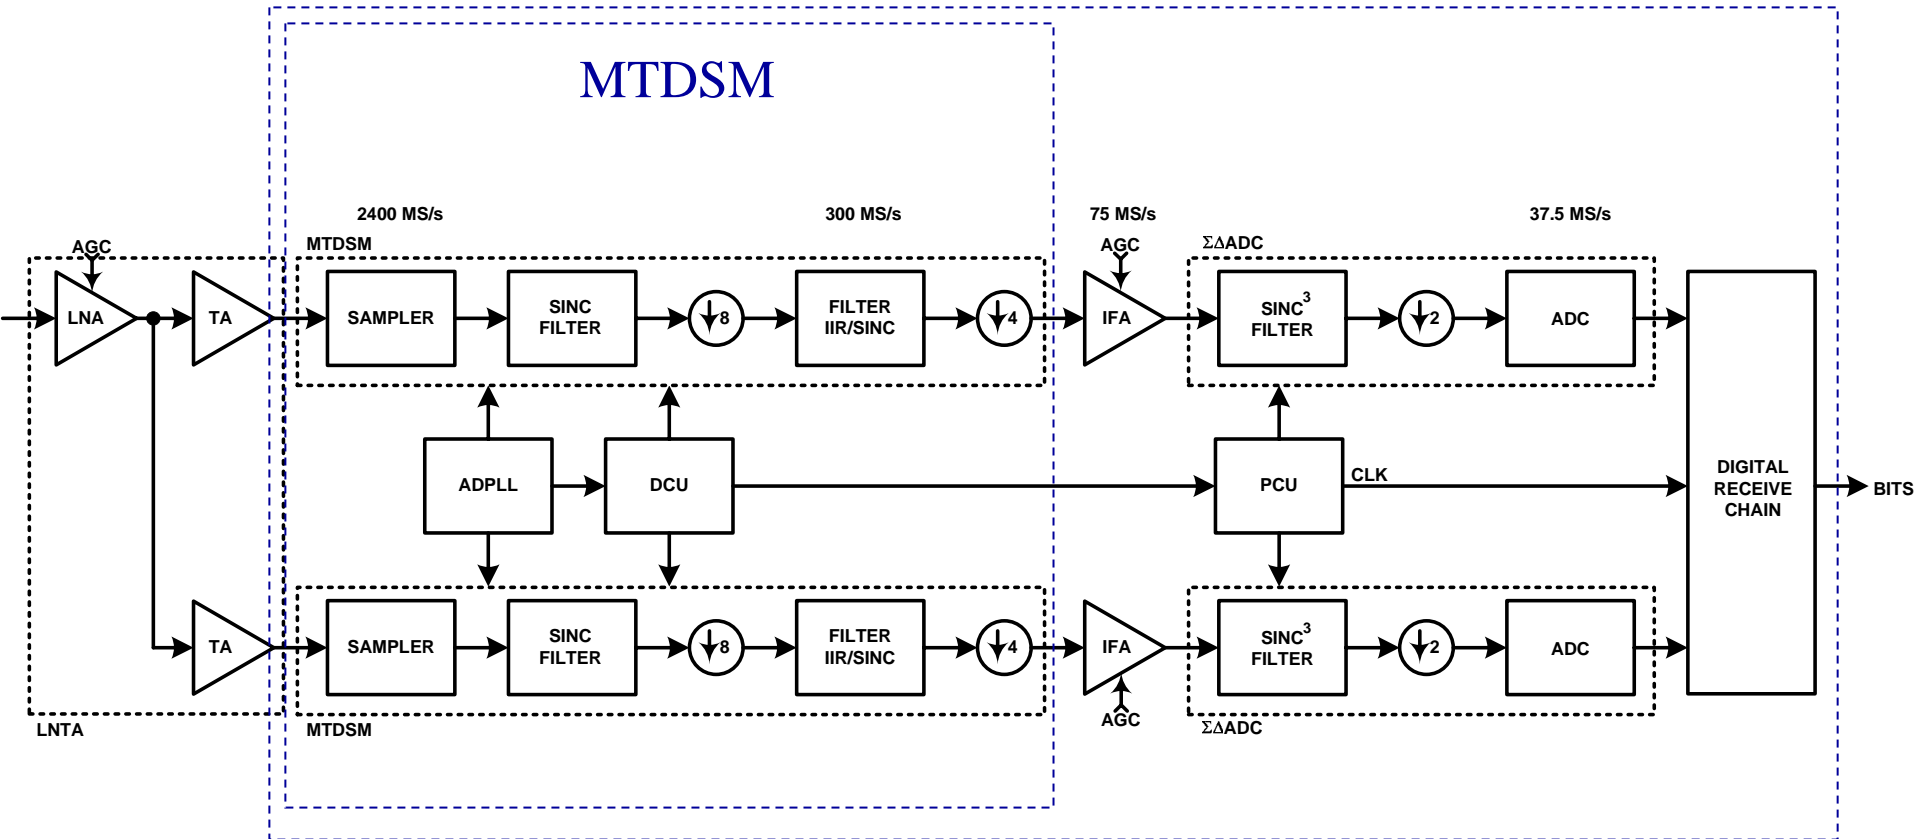 MTDSM
2400 MS/s
300 MS/s
75 MS/s
37.5 MS/s
AGC
MTDSM
AGC
ΣΔADC
LNA
TA
SAMPLER
SINC
FILTER
8
FILTER
IIR/SINC
4
IFA
SINC³
FILTER
2
ADC
ADPLL
DCU
PCU
CLK
DIGITAL
RECEIVE
CHAIN
BITS
TA
SAMPLER
SINC
FILTER
8
FILTER
IIR/SINC
4
IFA
SINC³
FILTER
2
ADC
LNTA
MTDSM
AGC
ΣΔADC